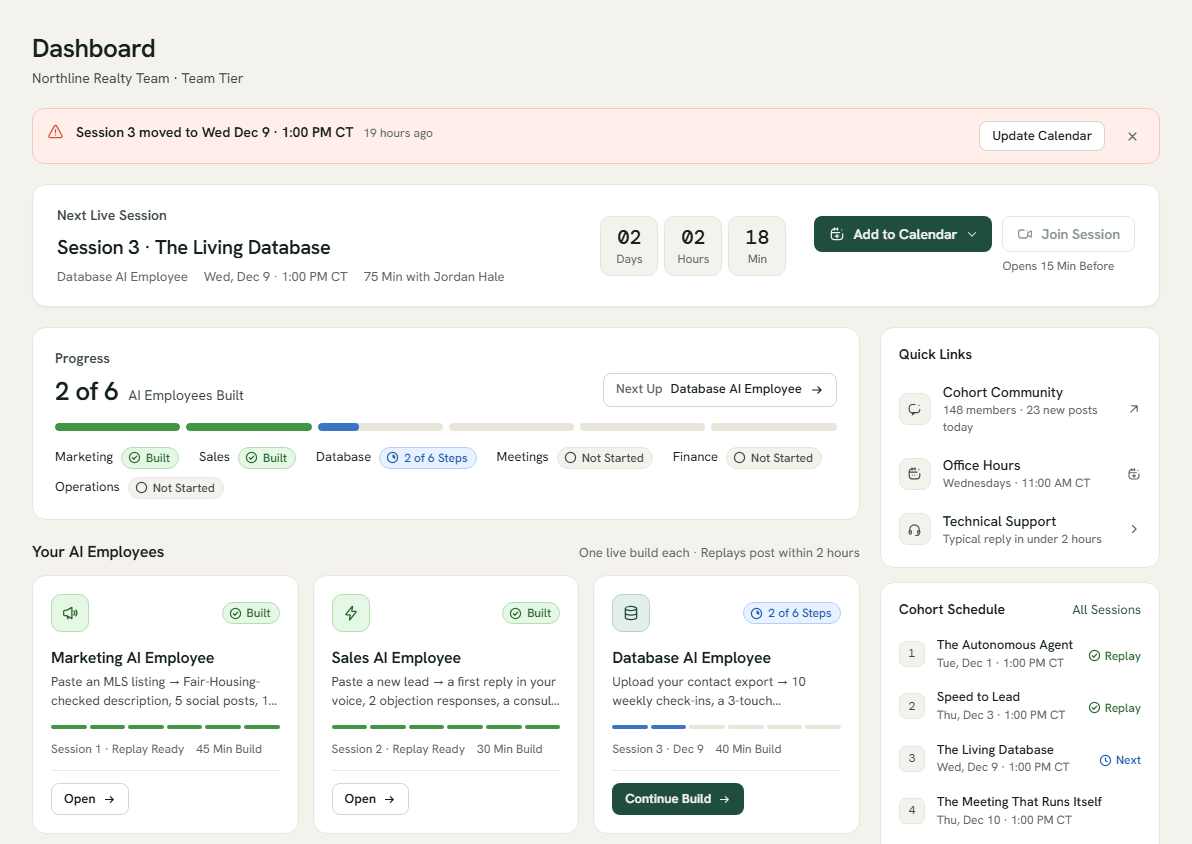 Dashboard
Northline Realty Team · Team Tier
Session 3 moved to Wed Dec 9 · 1:00 PM CT 19 hours ago
Update Calendar
Next Live Session
Session 3 · The Living Database
Database AI Employee Wed, Dec 9 · 1:00 PM CT 75 Min with Jordan Hale
02 Days
02 Hours
18 Min
Add to Calendar
Join Session
Opens 15 Min Before
Progress
2 of 6 AI Employees Built
Next Up Database AI Employee →
Marketing Built Sales Built Database 2 of 6 Steps Meetings Not Started Finance Not Started
Operations Not Started
Quick Links
Cohort Community
148 members · 23 new posts
today
Office Hours
Wednesdays · 11:00 AM CT
Technical Support
Typical reply in under 2 hours
Your AI Employees
One live build each · Replays post within 2 hours
Built
Marketing AI Employee
Paste an MLS listing → Fair-Housing-
checked description, 5 social posts, 1...
Session 1 · Replay Ready 45 Min Build
Open →
Built
Sales AI Employee
Paste a new lead → a first reply in your
voice, 2 objection responses, a consul...
Session 2 · Replay Ready 30 Min Build
Open →
2 of 6 Steps
Database AI Employee
Upload your contact export → 10
weekly check-ins, a 3-touch...
Session 3 · Dec 9 40 Min Build
Continue Build →
Cohort Schedule All Sessions
1 The Autonomous Agent
Tue, Dec 1 · 1:00 PM CT
Replay
2 Speed to Lead
Thu, Dec 3 · 1:00 PM CT
Replay
3 The Living Database
Wed, Dec 9 · 1:00 PM CT
Next
4 The Meeting That Runs Itself
Thu, Dec 10 · 1:00 PM CT